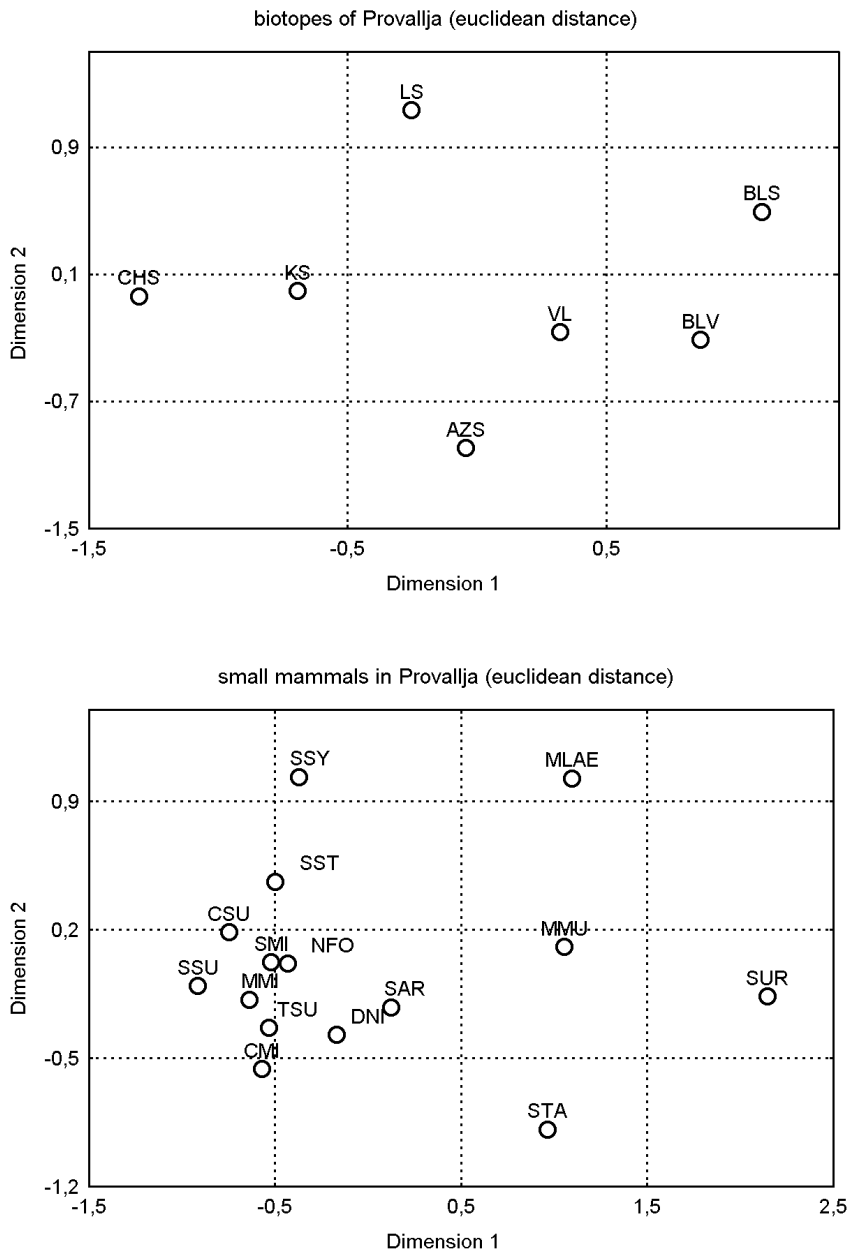 biotopes of Provallja (euclidean distance)
LS
0,9
BLS
0,1
CHS
KS
VL
BLV
-0,7
AZS
-1,5
-1,5 -0,5 0,5
Dimension 1
Dimension 2
small mammals in Provallja (euclidean distance)
SSY
MLAE
0,9
SST
CSU
0,2
MMU
SMI
NFO
SSU
MMI
SUR
SAR
TSU
DNI
-0,5
CMI
STA
-1,2
-1,5 -0,5 0,5 1,5 2,5
Dimension 1
Dimension 2